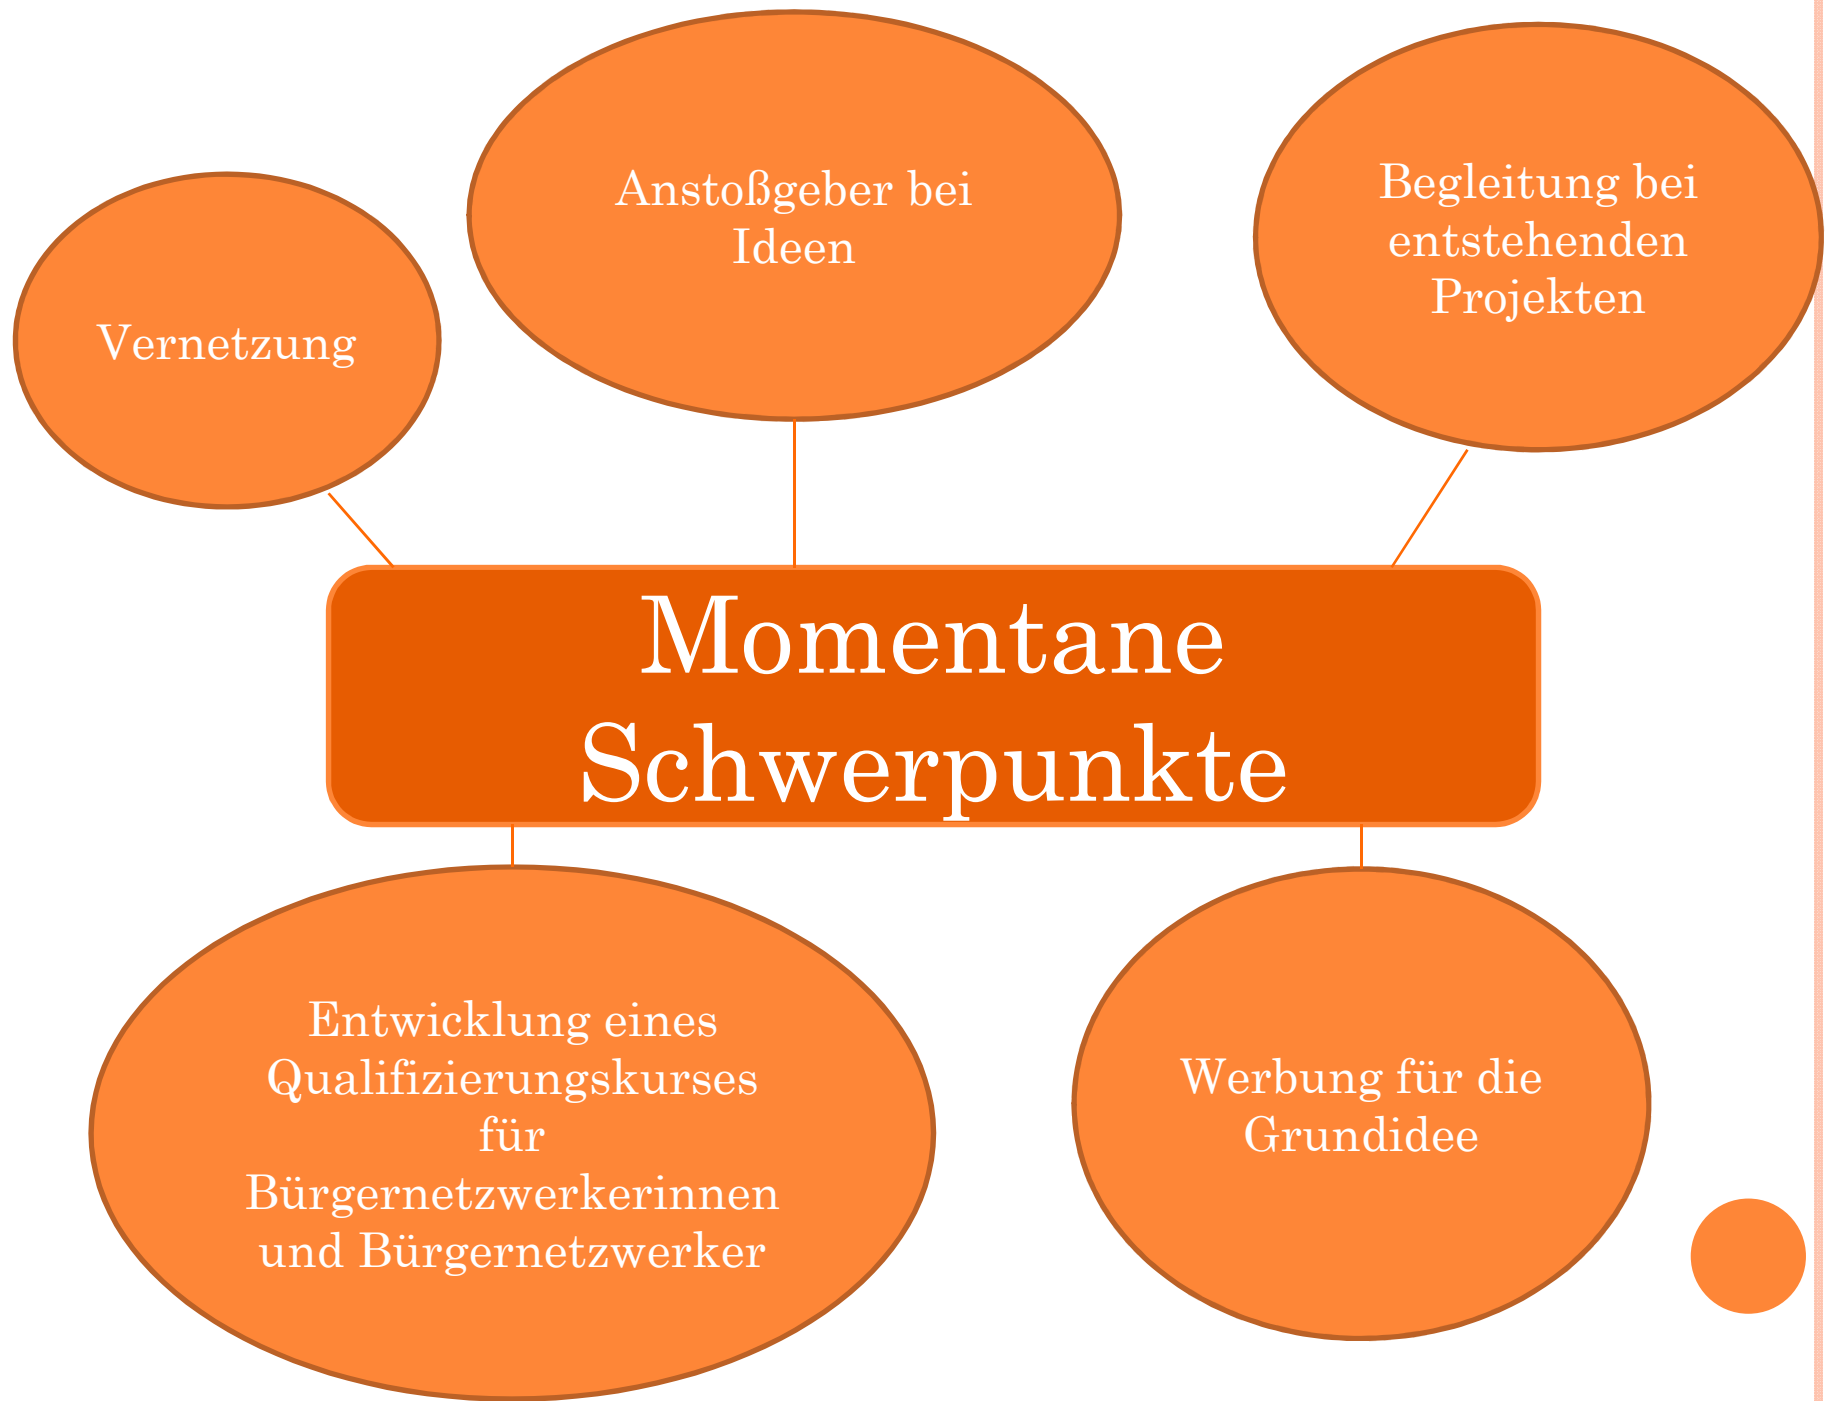 Vernetzung
Anstoßgeber bei
Ideen
Begleitung bei
entstehenden
Projekten
Momentane
Schwerpunkte
Entwicklung eines
Qualifizierungskurses
für
Bürgernetzwerkerinnen
und Bürgernetzwerker
Werbung für die
Grundidee